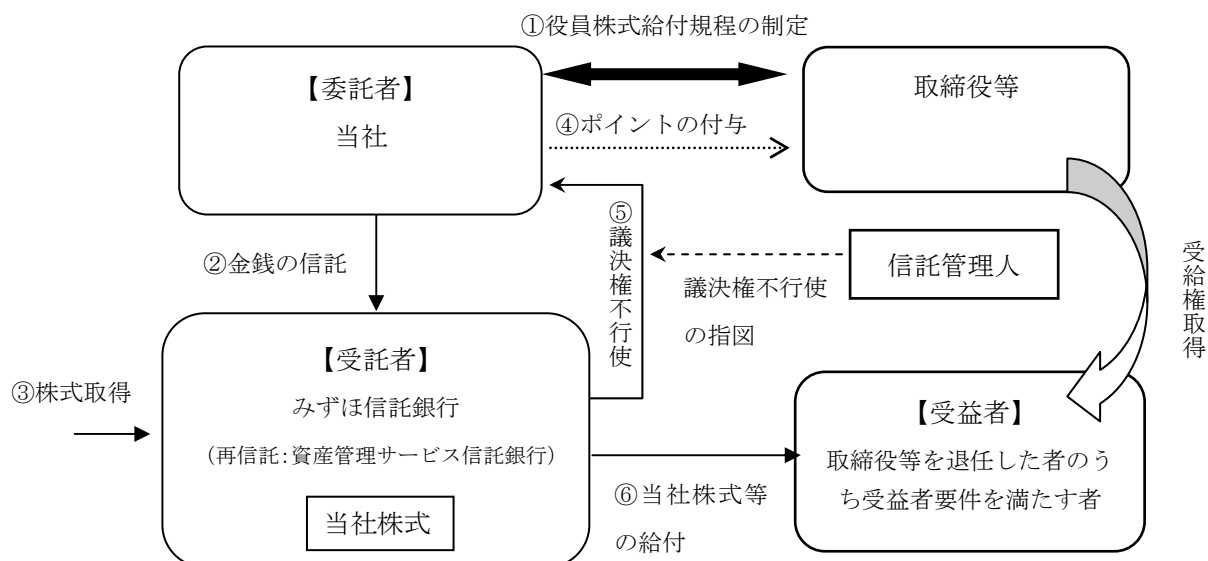 ①役員株式給付規程の制定
【委託者】
当社
取締役等
④ポイントの付与
②金銭の信託
⑤議決権不行使
信託管理人
議決権不行使
の指図
受給権取得
③株式取得
【受託者】
みずほ信託銀行
（再信託：資産管理サービス信託銀行）
当社株式
⑥当社株式等
の給付
【受益者】
取締役等を退任した者のう
ち受益者要件を満たす者